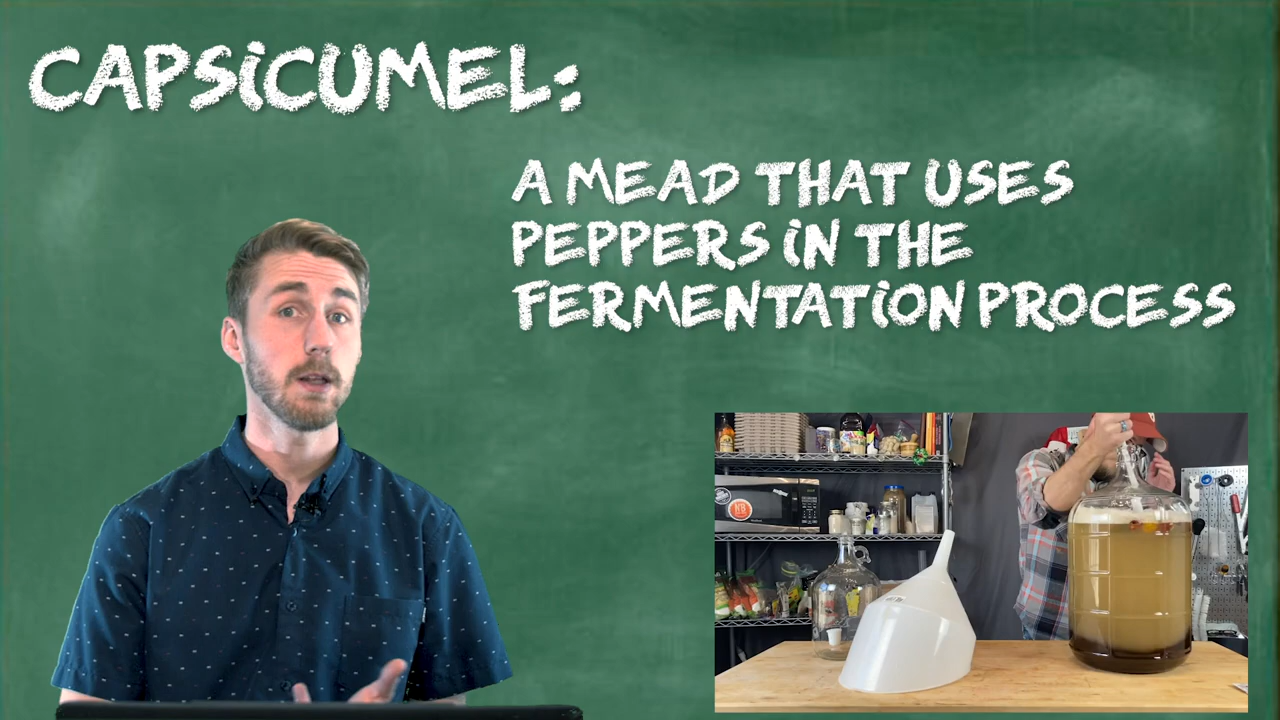 CAPSiCUMEL:
A MEAD THAT USES
PEPPERS iN THE
FERMENTATiON PROCESS